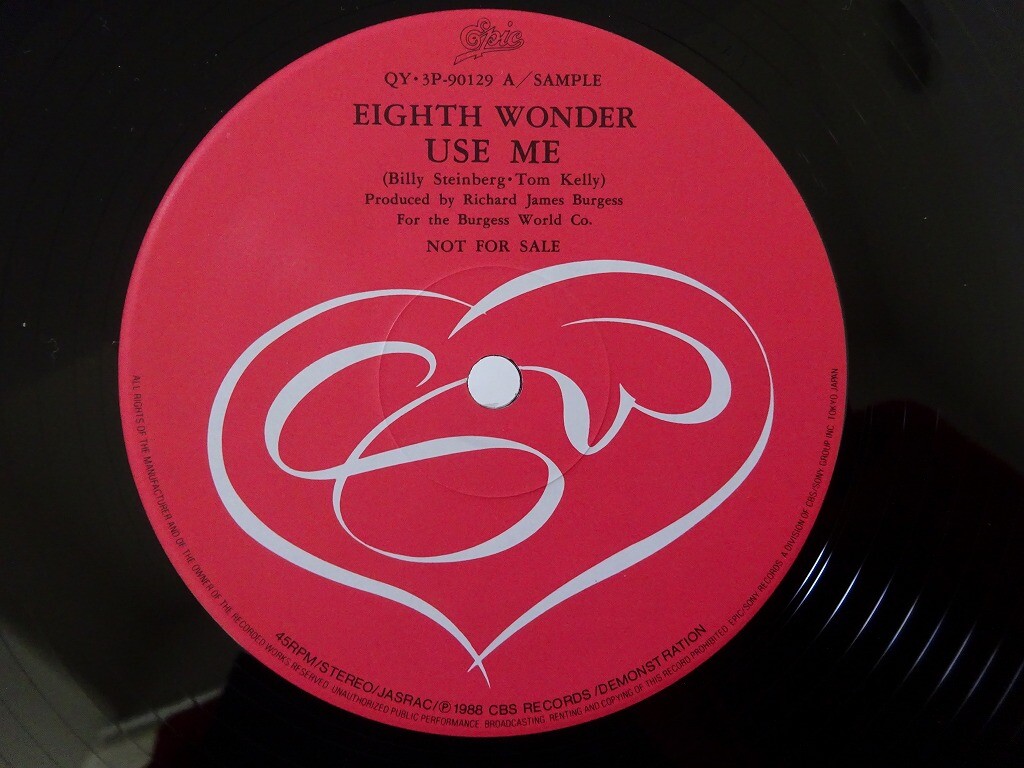 Epic
QY・3P-90129 A／SAMPLE
EIGHTH WONDER
USE ME
(Billy Steinberg・Tom Kelly)
Produced by Richard James Burgess
For the Burgess World Co.
NOT FOR SALE
45RPM/STEREO/JASRAC/Ⓟ1988 CBS RECORDS /DEMONSTRATION
ALL RIGHTS OF THE MANUFACTURER AND OF THE OWNER OF THE RECORDED WORKS RESERVED. UNAUTHORIZED PUBLIC PERFORMANCE. BROADCASTING, RENTING AND COPYING OF THIS RECORD PROHIBITED. EPIC/SONY RECORDS. A DIVISION OF CBS/SONY GROUP INC. TOKYO JAPAN